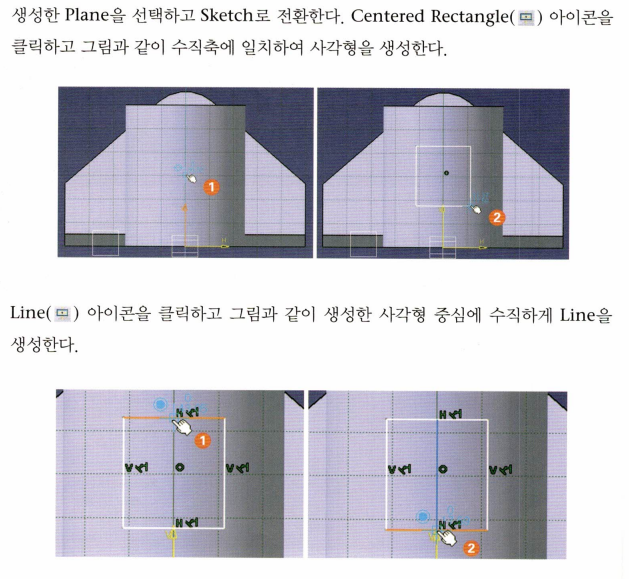 생성한 Plane을 선택하고 Sketch로 전환한다. Centered Rectangle( ) 아이콘을
클릭하고 그림과 같이 수직축에 일치하여 사각형을 생성한다.
1
2
H
H
Line( ) 아이콘을 클릭하고 그림과 같이 생성한 사각형 중심에 수직하게 Line을
생성한다.
H
1
V
V
H
H
V
V
H
2